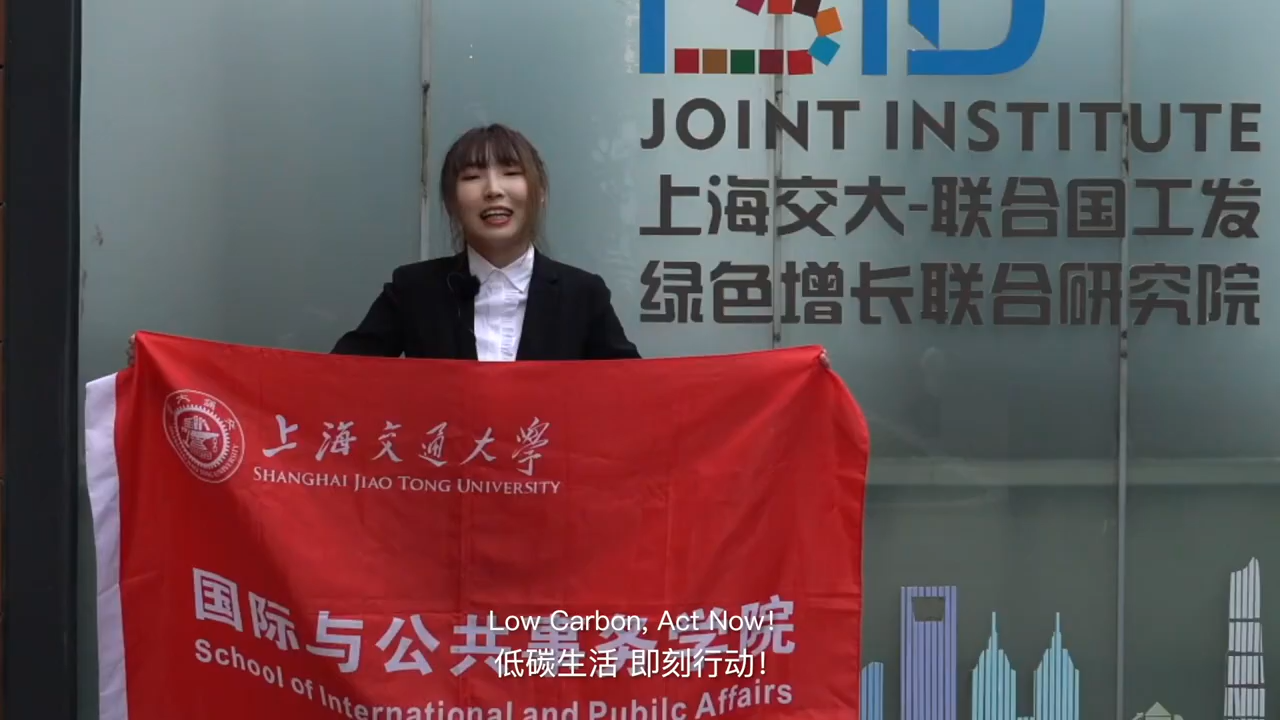 JOINT INSTITUTE
上海交大-联合国工发
绿色增长联合研究院
上海交通大學
SHANGHAI JIAO TONG UNIVERSITY
国际与公共事务学院
School of International and Pubilc Affairs
Low Carbon, Act Now!
低碳生活 即刻行动!